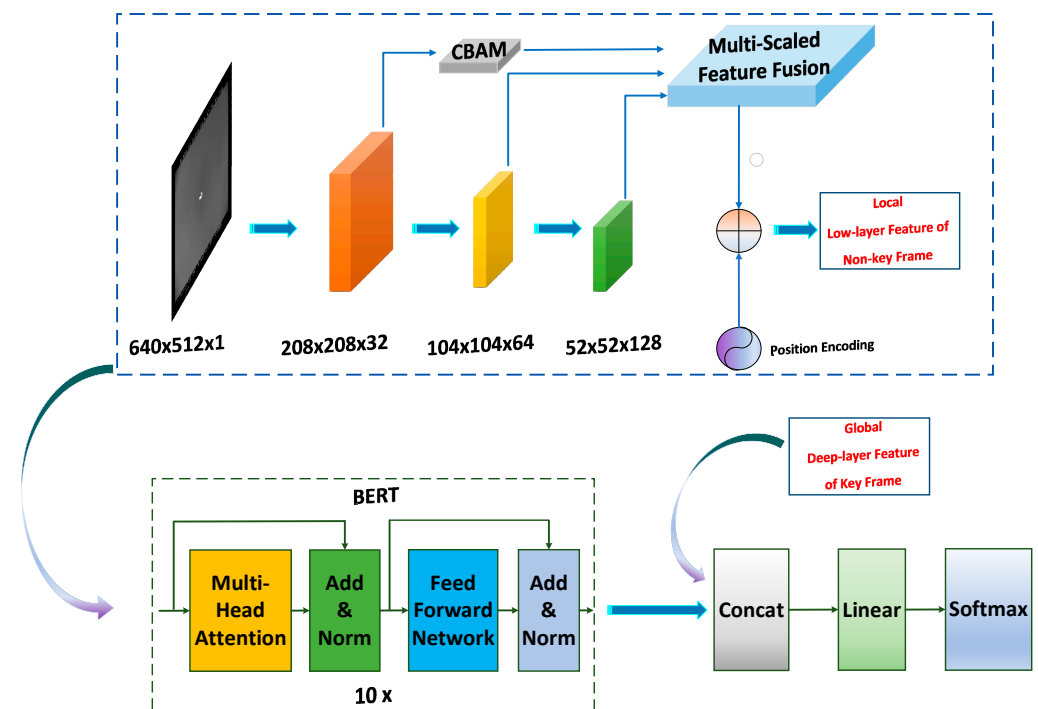 CBAM
Multi-Scaled
Feature Fusion
Local
Low-layer Feature of
Non-key Frame
640x512x1
208x208x32
104x104x64
52x52x128
Position Encoding
Global
Deep-layer Feature
of Key Frame
BERT
Multi-
Head
Attention
Add
&
Norm
Feed
Forward
Network
Add
&
Norm
Concat
Linear
Softmax
10 x